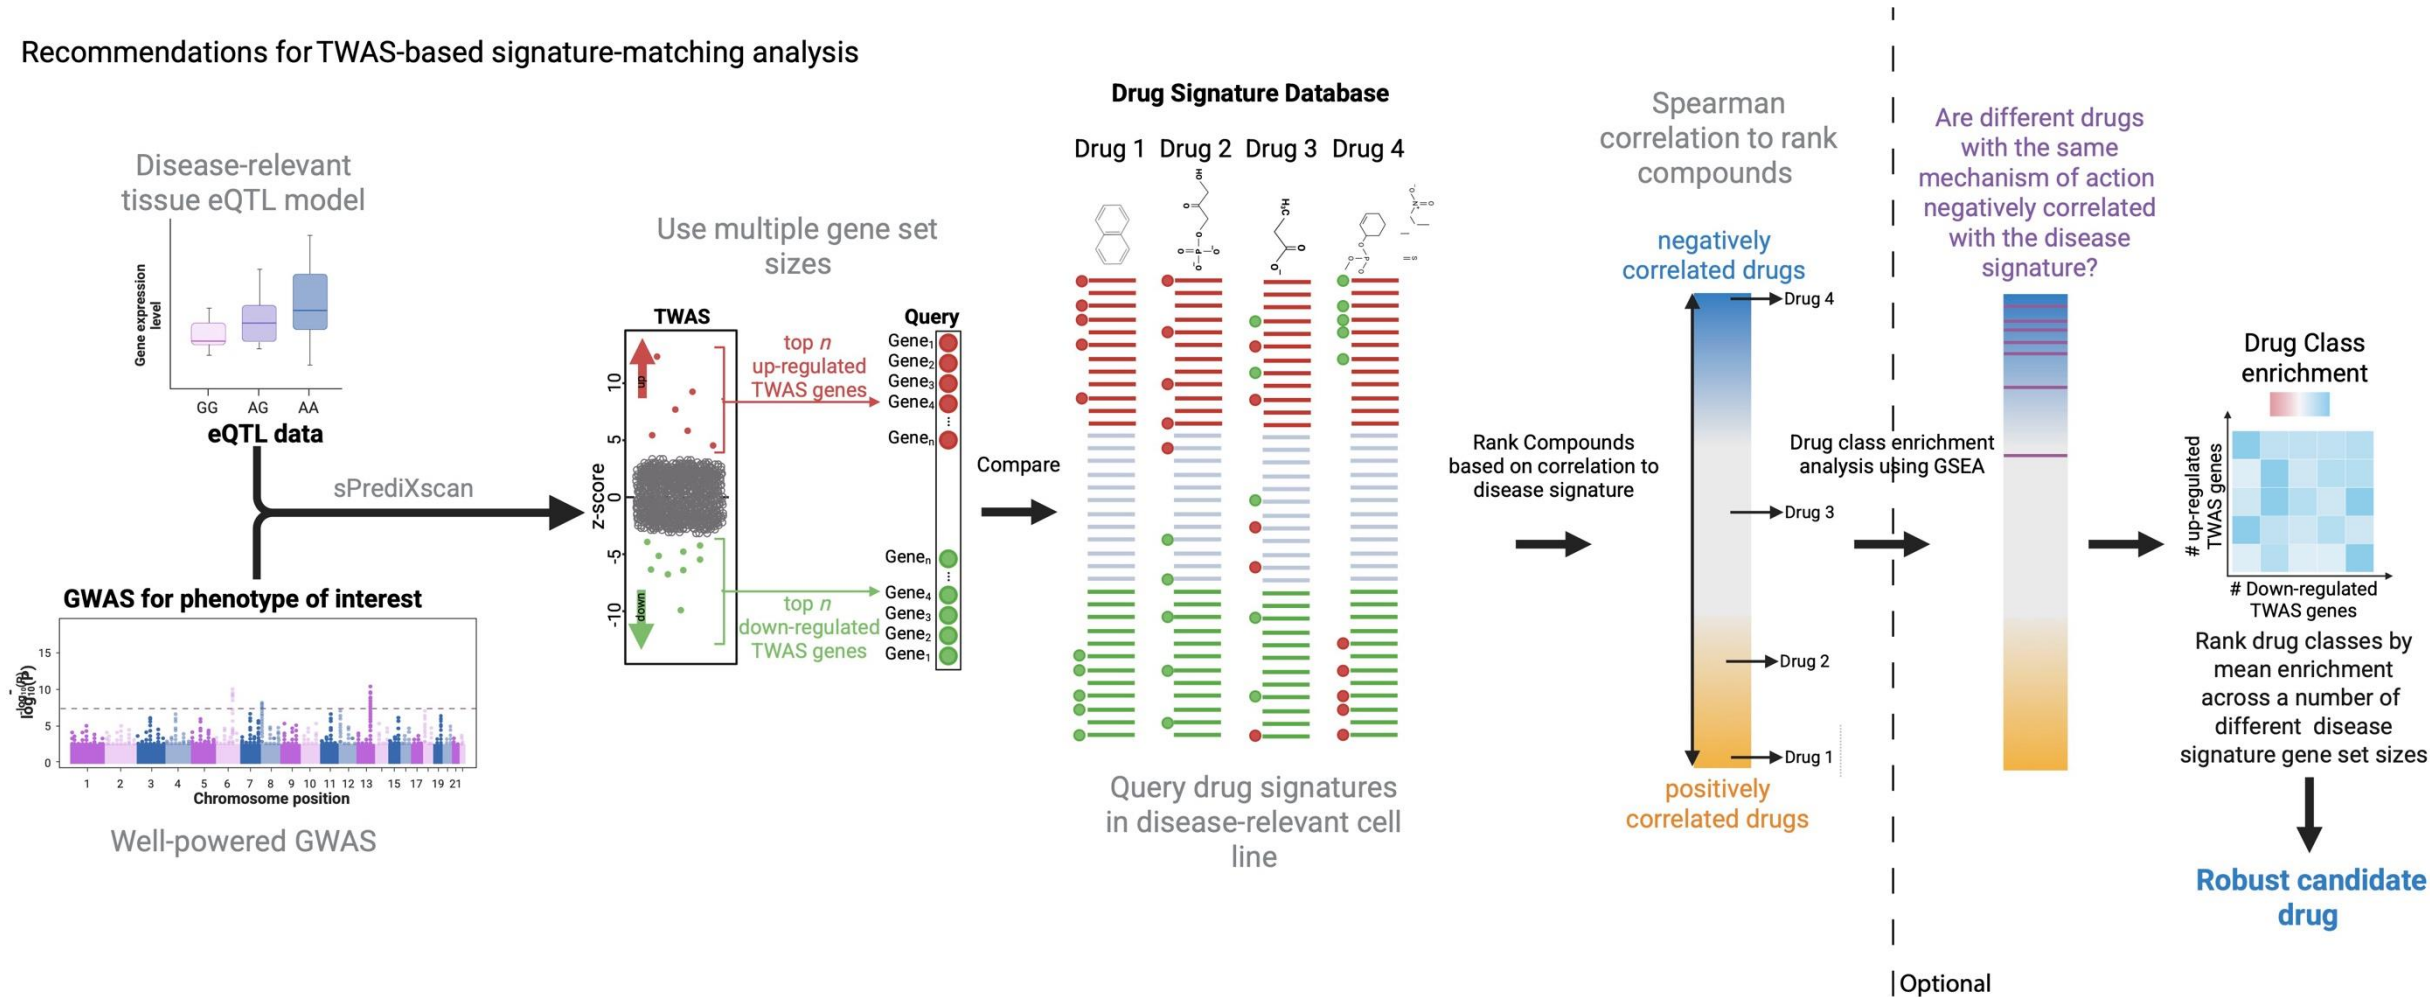 Recommendations for TWAS-based signature-matching analysis
Disease-relevant
tissue eQTL model
Gene expression
level
GG AG AA
eQTL data
sPrediXscan
GWAS for phenotype of interest
-log₁₀(P)
15
10
5
0
1 2 3 4 5 6 7 8 9 10 11 12 13 15 17 19 21
Chromosome position
Well-powered GWAS
Use multiple gene set
sizes
TWAS
z-score
10
5
0
-5
-10
up
down
top n
up-regulated
TWAS genes
top n
down-regulated
TWAS genes
Query
Gene₁
Gene₂
Gene₃
Gene₄
Geneₙ
Geneₙ
Gene₄
Gene₃
Gene₂
Gene₁
Compare
Drug Signature Database
Drug 1 Drug 2 Drug 3 Drug 4
HO
O
O
O=P-O⁻
O⁻
H₃C
O
O⁻
Query drug signatures
in disease-relevant cell
line
Rank Compounds
based on correlation to
disease signature
Spearman
correlation to rank
compounds
negatively
correlated drugs
Drug 4
Drug 3
Drug 2
Drug 1
positively
correlated drugs
Drug class enrichment
analysis using GSEA
Are different drugs
with the same
mechanism of action
negatively correlated
with the disease
signature?
Drug Class
enrichment
# up-regulated
TWAS genes
# Down-regulated
TWAS genes
Rank drug classes by
mean enrichment
across a number of
different disease
signature gene set sizes
Robust candidate
drug
Optional